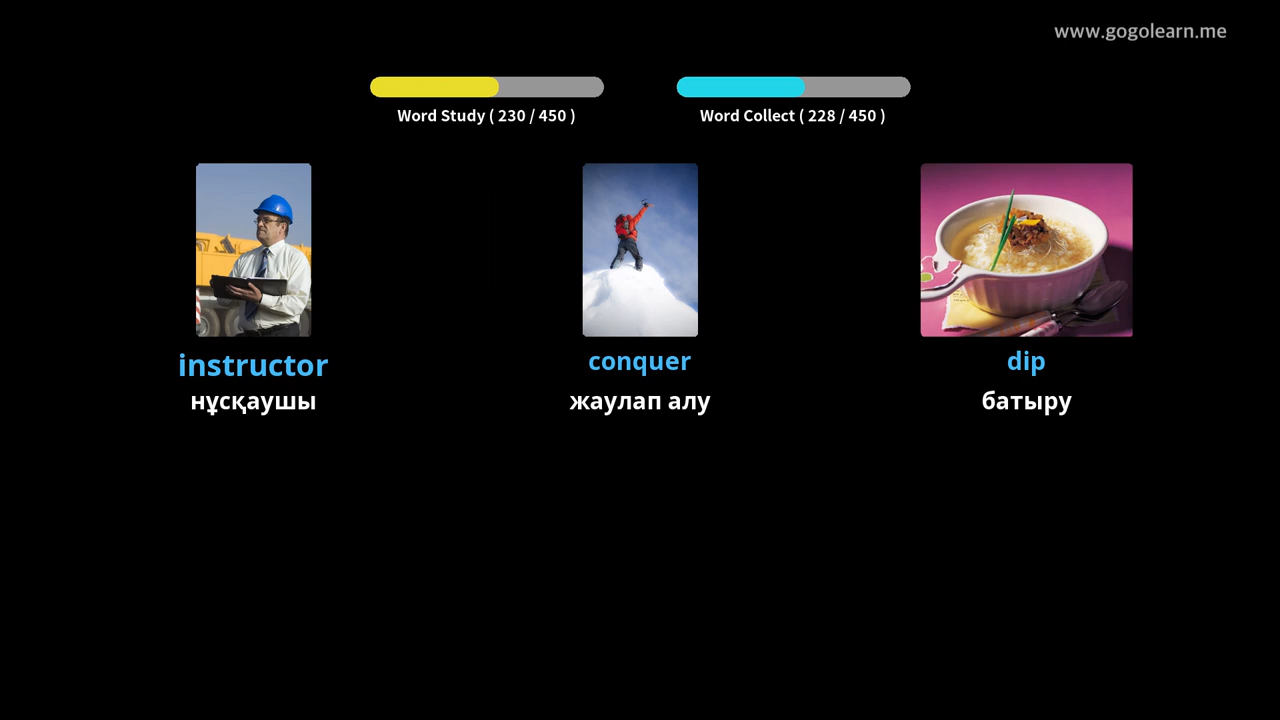 www.gogolearn.me
Word Study ( 230 / 450 )
Word Collect ( 228 / 450 )
instructor
нұсқаушы
conquer
жаулап алу
dip
батыру